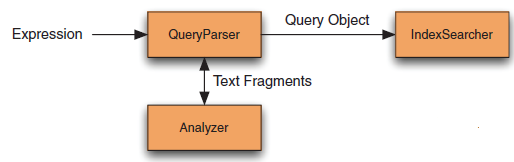 Query Object
Expression
QueryParser
IndexSearcher
Text Fragments
Analyzer